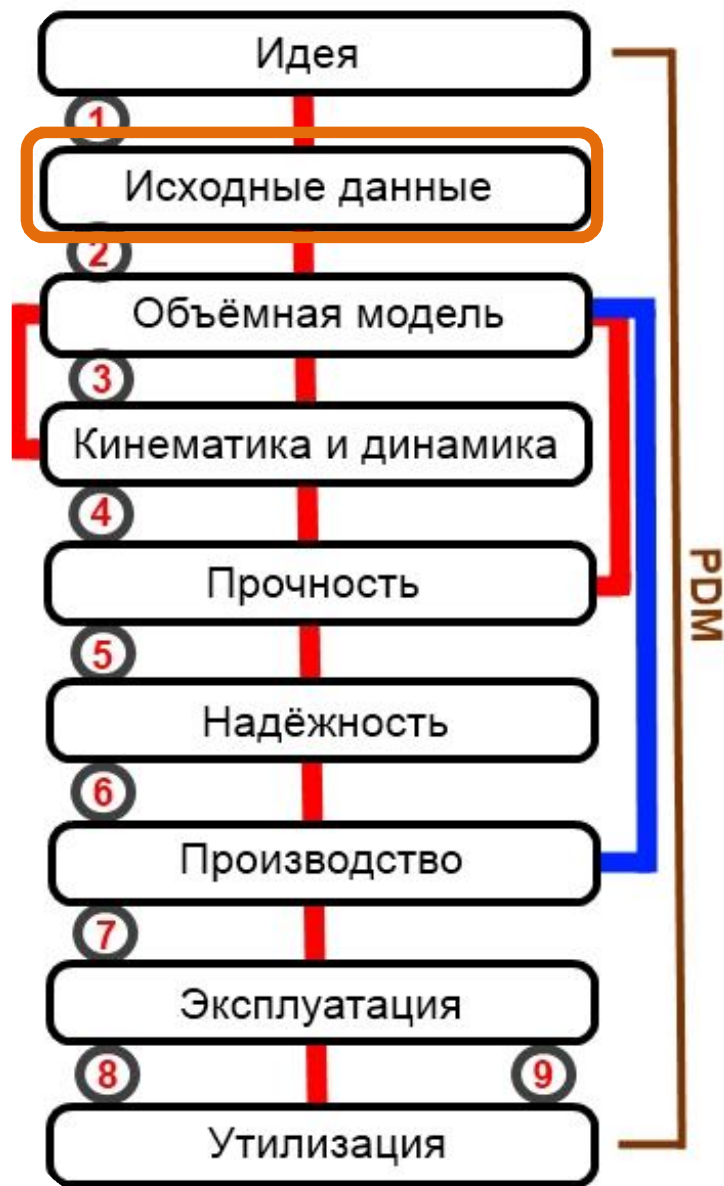 Идея
1
Исходные данные
2
Объёмная модель
3
Кинематика и динамика
4
Прочность
PDM
5
Надёжность
6
Производство
7
Эксплуатация
8 9
Утилизация